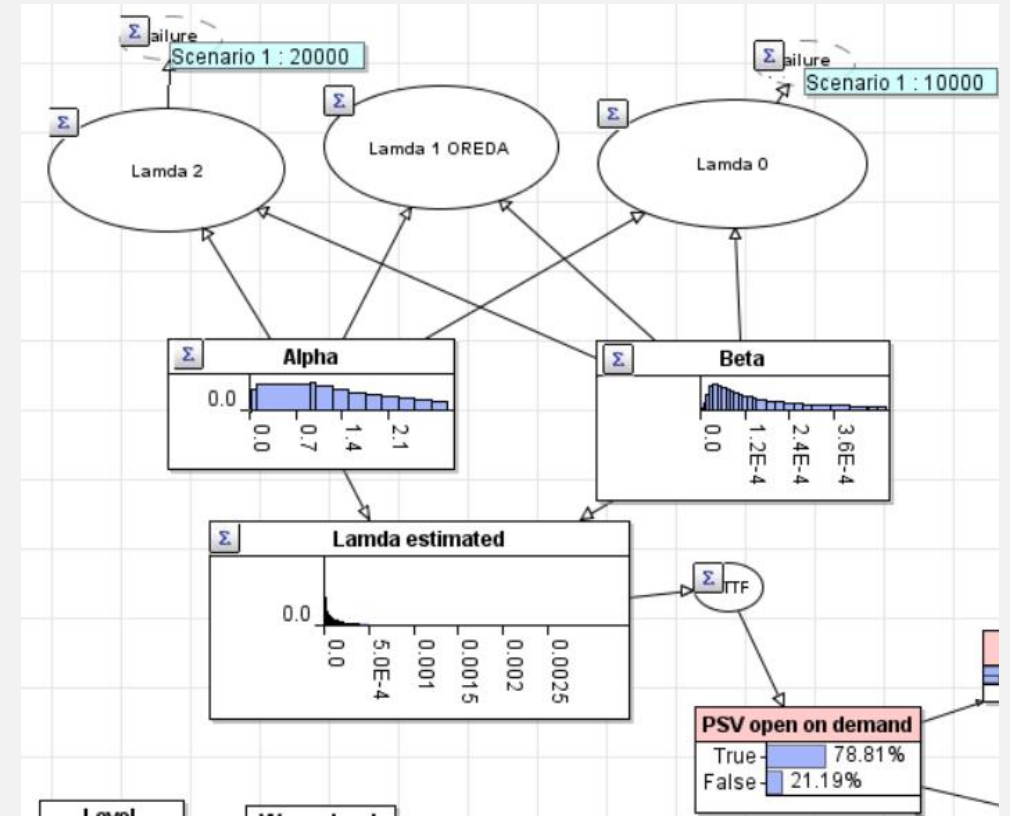 Σ ailure
Scenario 1 : 20000
Σ ailure
Scenario 1 : 10000
Σ
Lamda 2
Σ
Lamda 1 OREDA
Σ
Lamda 0
Σ Alpha
0.0
0.0 0.7 1.4 2.1
Σ Beta
0.0 1.2E-4 2.4E-4 3.6E-4
Σ Lamda estimated
0.0
0.0 5.0E-4 0.001 0.0015 0.002 0.0025
Σ TTF
PSV open on demand
True 78.81%
False 21.19%
Level